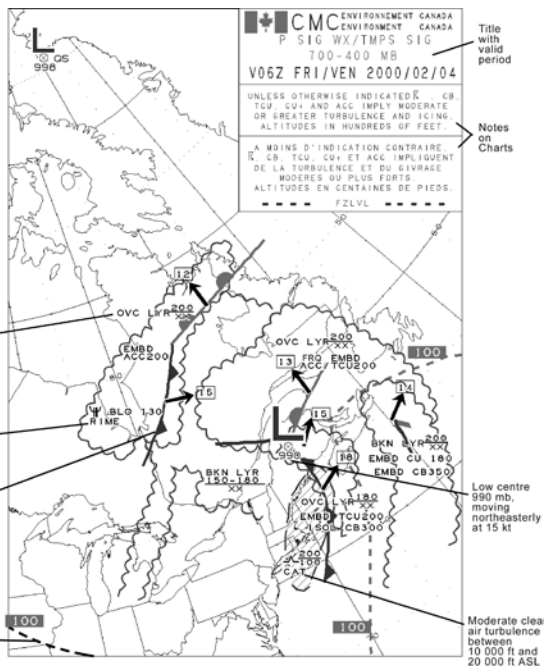 CMC ENVIRONNEMENT CANADA
ENVIRONMENT CANADA
P SIG WX/TMPS SIG
700-400 MB
V06Z FRI/VEN 2000/02/04
UNLESS OTHERWISE INDICATED, CB,
TCU, CU+ AND ACC IMPLY MODERATE
OR GREATER TURBULENCE AND ICING.
ALTITUDES IN HUNDREDS OF FEET.
A MOINS D'INDICATION CONTRAIRE,
CB, TCU, CU+ ET ACC IMPLIQUENT
DE LA TURBULENCE ET DU GIVRAGE
MODERES OU PLUS FORTS.
ALTITUDES EN CENTAINES DE PIEDS.
FZLVL
Title
with
valid
period
Notes
on
Charts
L
QS
998
60
12
OVC LYR 200
XX
EMBD
ACC200
15
BLO 130
RIME
OVC LYR 200
XX
13
FRQ EMBD
ACC/TCU200
100
14
L
15
990
BKN LYR 200
XX
EMBD CU 180
EMBD CB350
BKN LYR
150-180
XX
18
OVC LYR 180
XX
EMBD TCU200
ISOL CB300
200
100
CAT
100
100
Low centre
990 mb,
moving
northeasterly
at 15 kt
Moderate clear
air turbulence
between
10 000 ft and
20 000 ft ASL